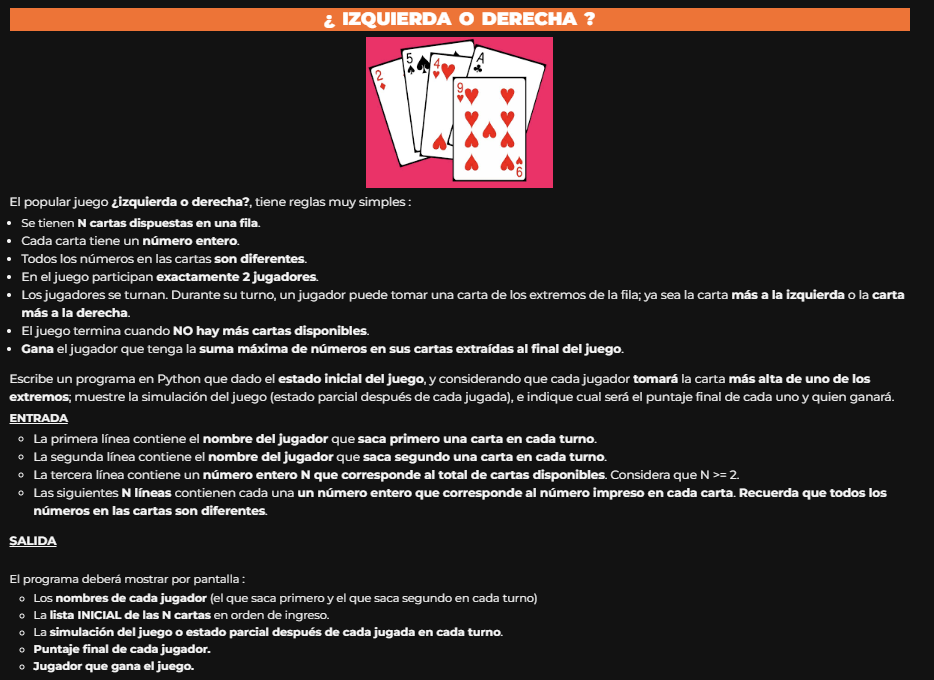 ¿ IZQUIERDA O DERECHA ?
2
5
4
A
9
6
El popular juego ¿izquierda o derecha?, tiene reglas muy simples :
• Se tienen N cartas dispuestas en una fila.
• Cada carta tiene un número entero.
• Todos los números en las cartas son diferentes.
• En el juego participan exactamente 2 jugadores.
• Los jugadores se turnan. Durante su turno, un jugador puede tomar una carta de los extremos de la fila; ya sea la carta más a la izquierda o la carta
más a la derecha.
• El juego termina cuando NO hay más cartas disponibles.
• Gana el jugador que tenga la suma máxima de números en sus cartas extraídas al final del juego.
Escribe un programa en Python que dado el estado inicial del juego, y considerando que cada jugador tomará la carta más alta de uno de los
extremos; muestre la simulación del juego (estado parcial después de cada jugada), e indique cual será el puntaje final de cada uno y quien ganará.
ENTRADA
○ La primera línea contiene el nombre del jugador que saca primero una carta en cada turno.
○ La segunda línea contiene el nombre del jugador que saca segundo una carta en cada turno.
○ La tercera línea contiene un número entero N que corresponde al total de cartas disponibles. Considera que N >= 2.
○ Las siguientes N líneas contienen cada una un número entero que corresponde al número impreso en cada carta. Recuerda que todos los
números en las cartas son diferentes.
SALIDA
El programa deberá mostrar por pantalla :
○ Los nombres de cada jugador (el que saca primero y el que saca segundo en cada turno)
○ La lista INICIAL de las N cartas en orden de ingreso.
○ La simulación del juego o estado parcial después de cada jugada en cada turno.
○ Puntaje final de cada jugador.
○ Jugador que gana el juego.